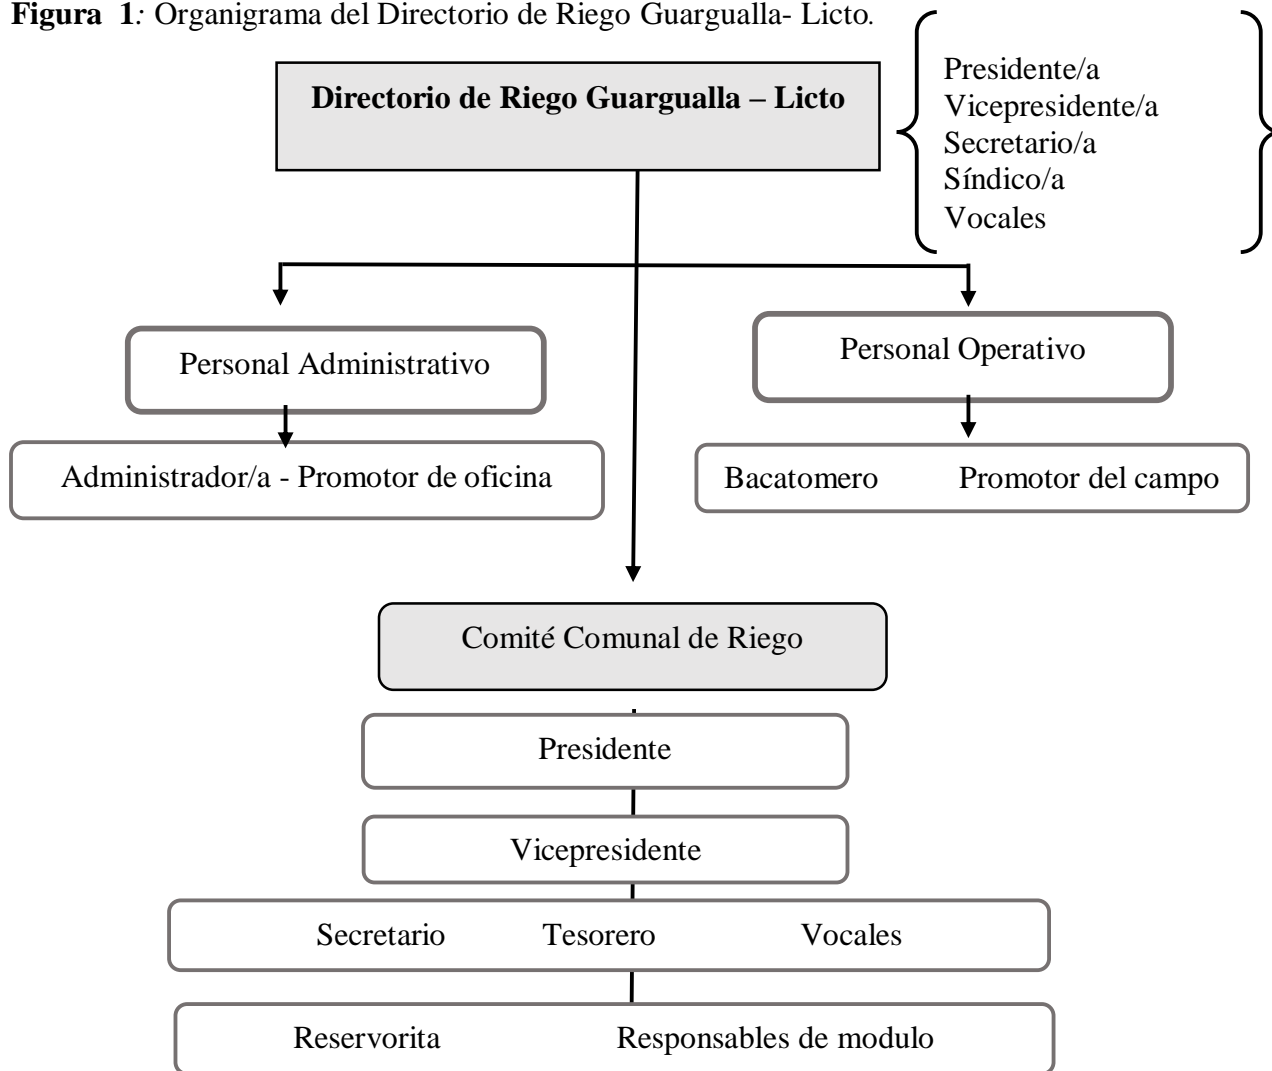 Figura 1: Organigrama del Directorio de Riego Guargualla- Licto.
Directorio de Riego Guargualla – Licto
Presidente/a
Vicepresidente/a
Secretario/a
Síndico/a
Vocales
Personal Administrativo
Personal Operativo
Administrador/a - Promotor de oficina
Bacatomero Promotor del campo
Comité Comunal de Riego
Presidente
Vicepresidente
Secretario Tesorero Vocales
Reservorita Responsables de modulo